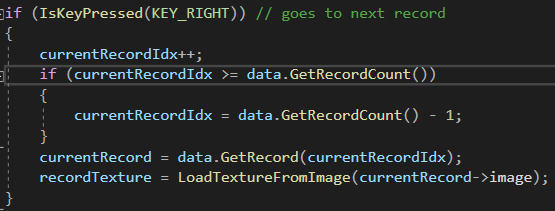 if (IsKeyPressed(KEY_RIGHT)) // goes to next record
{
currentRecordIdx++;
if (currentRecordIdx >= data.GetRecordCount())
{
currentRecordIdx = data.GetRecordCount() - 1;
}
currentRecord = data.GetRecord(currentRecordIdx);
recordTexture = LoadTextureFromImage(currentRecord->image);
}